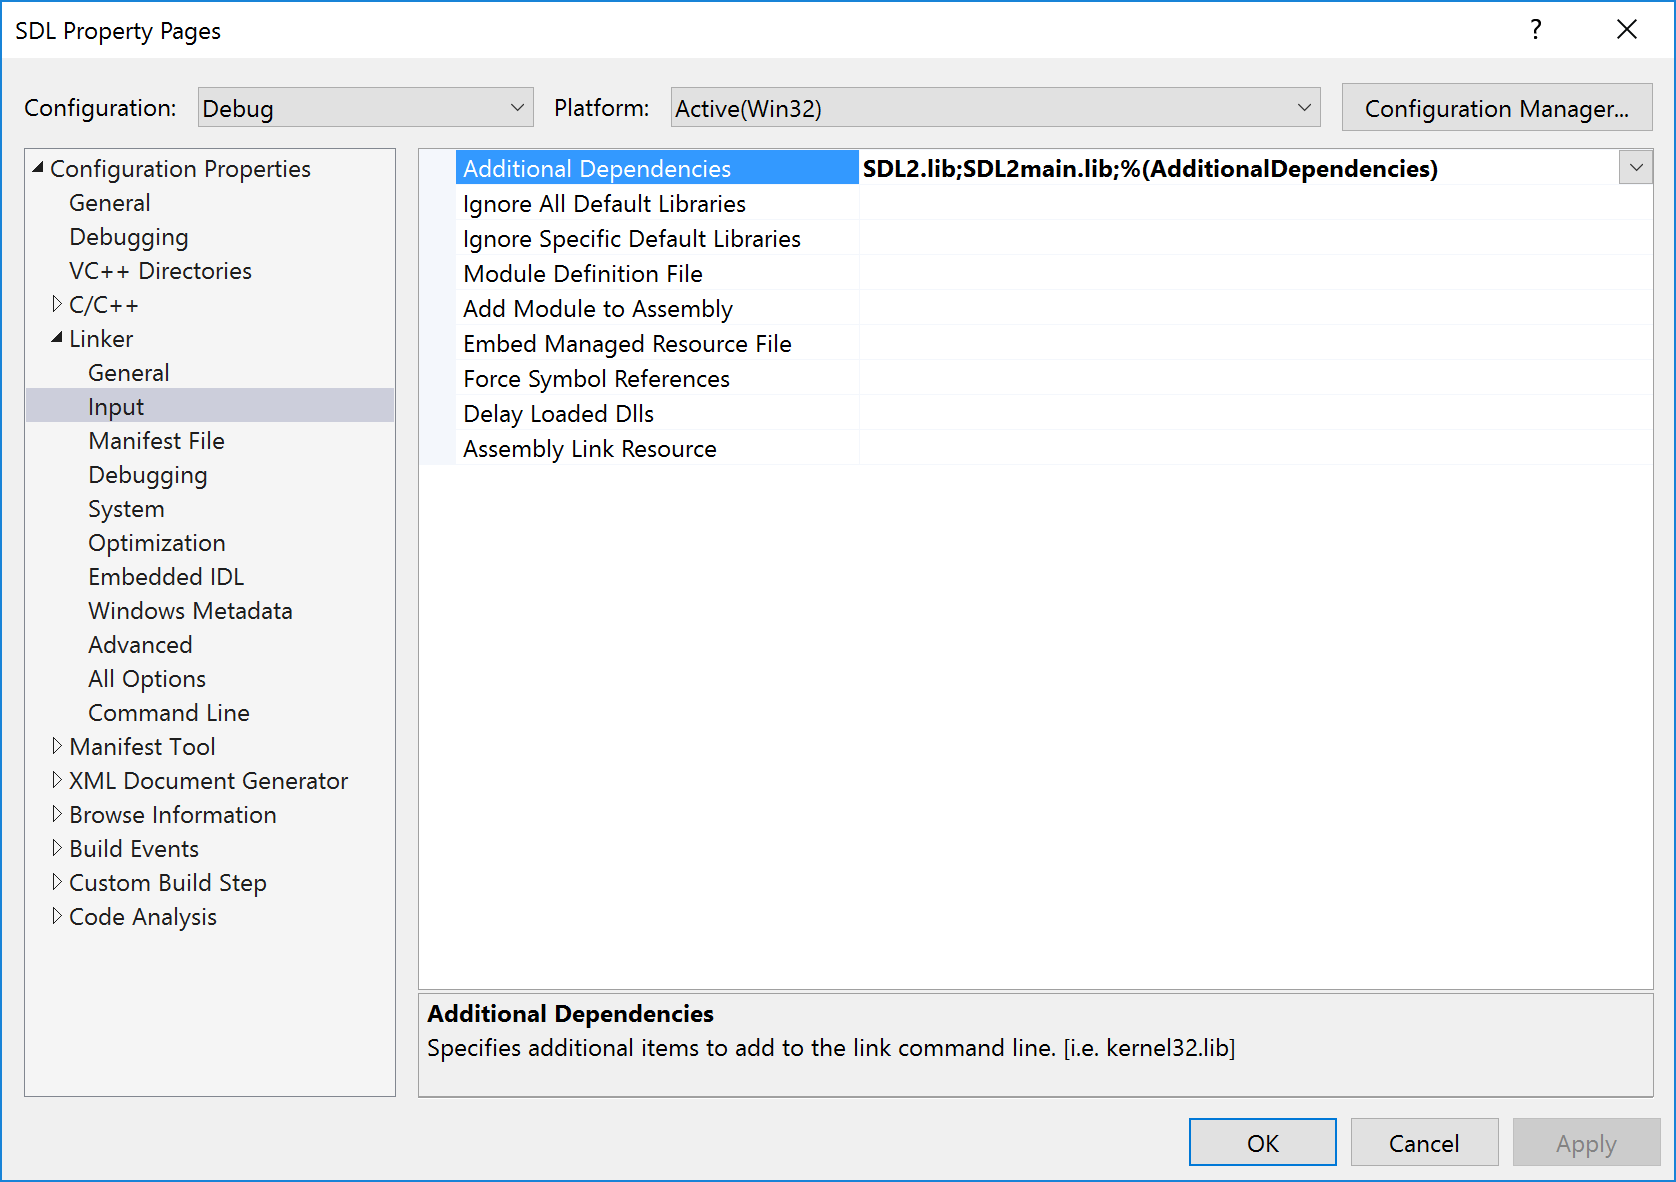 SDL Property Pages
?
Configuration: Debug Platform: Active(Win32) Configuration Manager...
Configuration Properties
General
Debugging
VC++ Directories
C/C++
Linker
General
Input
Manifest File
Debugging
System
Optimization
Embedded IDL
Windows Metadata
Advanced
All Options
Command Line
Manifest Tool
XML Document Generator
Browse Information
Build Events
Custom Build Step
Code Analysis
Additional Dependencies SDL2.lib;SDL2main.lib;%(AdditionalDependencies)
Ignore All Default Libraries
Ignore Specific Default Libraries
Module Definition File
Add Module to Assembly
Embed Managed Resource File
Force Symbol References
Delay Loaded Dlls
Assembly Link Resource
Additional Dependencies
Specifies additional items to add to the link command line. [i.e. kernel32.lib]
OK Cancel Apply